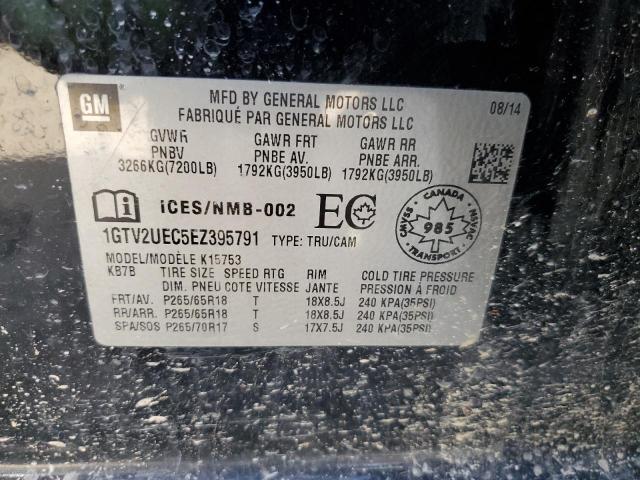 GM
MFD BY GENERAL MOTORS LLC 08/14
FABRIQUÉ PAR GENERAL MOTORS LLC
GVWR GAWR FRT GAWR RR
PNBV PNBE AV. PNBE ARR.
3266KG(7200LB) 1792KG(3950LB) 1792KG(3950LB)
ICES/NMB-002 EC CANADA CMVSS NSVAC 985 TRANSPORT
1GTV2UEC5EZ395791 TYPE: TRU/CAM
MODEL/MODÈLE K15753
KB7B TIRE SIZE SPEED RTG RIM COLD TIRE PRESSURE
DIM. PNEU COTE VITESSE JANTE PRESSION À FROID
FRT/AV. P265/65R18 T 18X8.5J 240 KPA(35PSI)
RR/ARR. P265/65R18 T 18X8.5J 240 KPA(35PSI)
SPA/SOS P265/70R17 S 17X7.5J 240 KPA(35PSI)